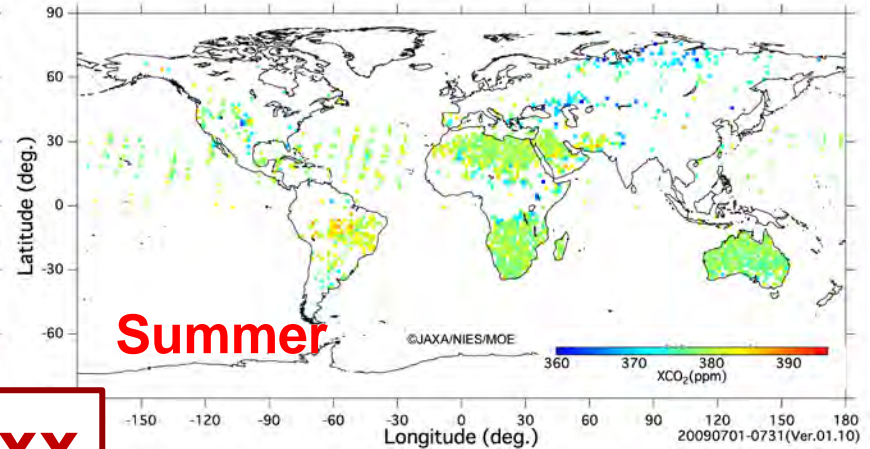 90
60
30
0
-30
-60
Latitude (deg.)
Summer
©JAXA/NIES/MOE
360 370 380 390
XCO₂(ppm)
xx
-150 -120 -90 -60 -30 0 30 60 90 120 150 180
Longitude (deg.)
20090701-0731(Ver.01.10)